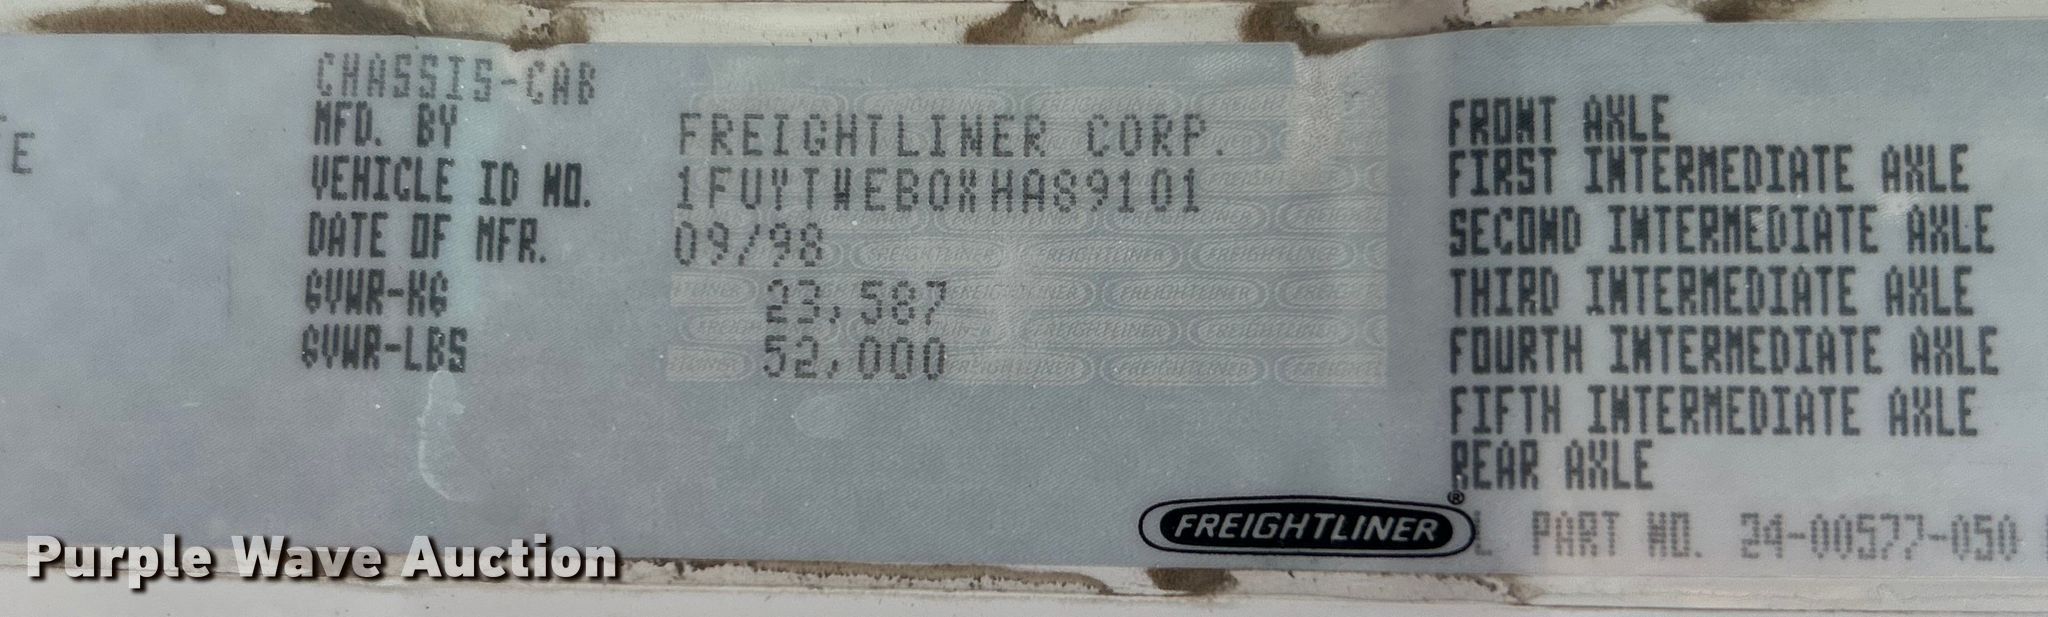 CHASSIS-CAB
MFD. BY FREIGHTLINER CORP.
VEHICLE ID NO. 1FUYTWEB0XHA89101
DATE OF MFR. 09/98
GVWR-KG 23,587
GVWR-LBS 52,000
FRONT AXLE
FIRST INTERMEDIATE AXLE
SECOND INTERMEDIATE AXLE
THIRD INTERMEDIATE AXLE
FOURTH INTERMEDIATE AXLE
FIFTH INTERMEDIATE AXLE
REAR AXLE
FREIGHTLINER®
PART NO. 24-00577-050
Purple Wave Auction